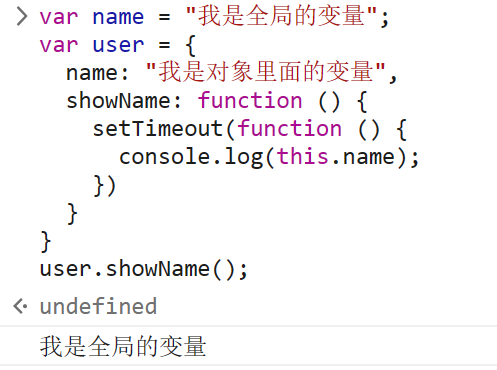 var name = "我是全局的变量";
var user = {
  name: "我是对象里面的变量",
  showName: function () {
    setTimeout(function () {
      console.log(this.name);
    })
  }
}
user.showName();
undefined
我是全局的变量